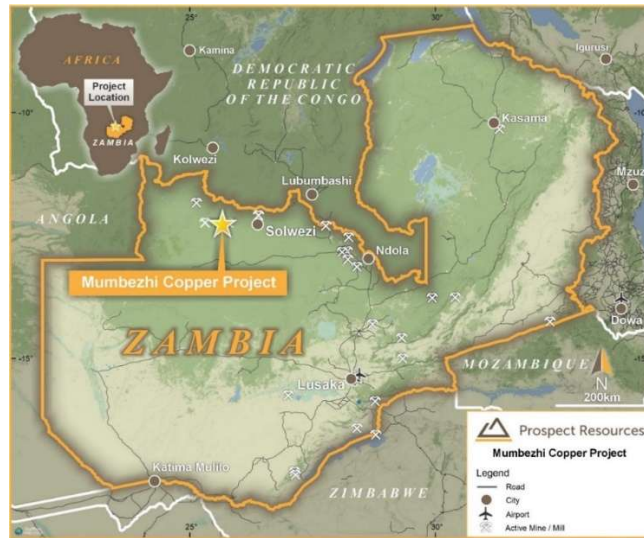 25°
30°
-10°
-15°
25°
30°
AFRICA
Project
Location
ZAMBIA
Kamina
DEMOCRATIC
REPUBLIC
OF THE CONGO
Igurusi
Kasama
Kolwezi
Lubumbashi
Mzuz
ANGOLA
Solwezi
Ndola
Mumbezhi Copper Project
Dowa
ZAMBIA
MOZAMBIQUE
N
200km
Lusaka
Katima Mulilo
ZIMBABWE
Prospect Resources
Mumbezhi Copper Project
Legend
Road
City
Airport
Active Mine / Mill